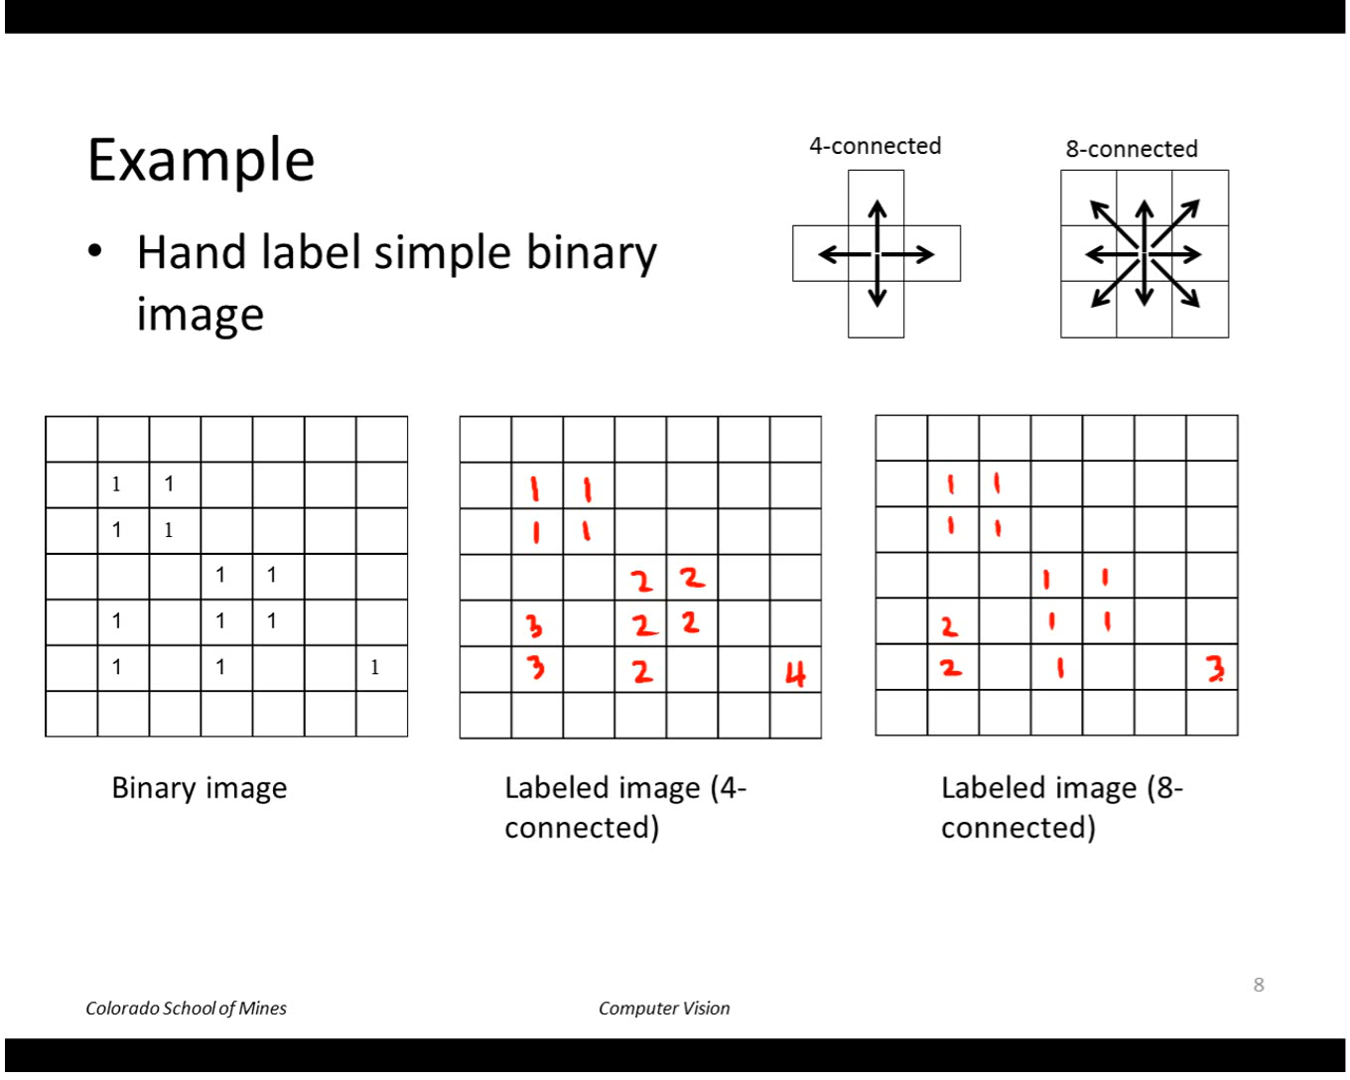 Example
• Hand label simple binary
image
4-connected
8-connected
1 1
1 1
1 1
1 1 1
1 1 1
Binary image
1 1
1 1
2 2
3 2 2
3 2 4
Labeled image (4-
connected)
1 1
1 1
1 1
2 1 1
2 1 3
Labeled image (8-
connected)
Colorado School of Mines
Computer Vision
8